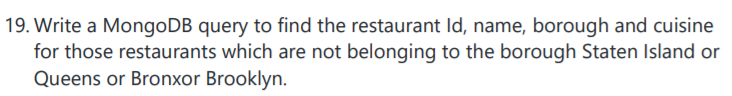 19. Write a MongoDB query to find the restaurant Id, name, borough and cuisine
for those restaurants which are not belonging to the borough Staten Island or
Queens or Bronxor Brooklyn.